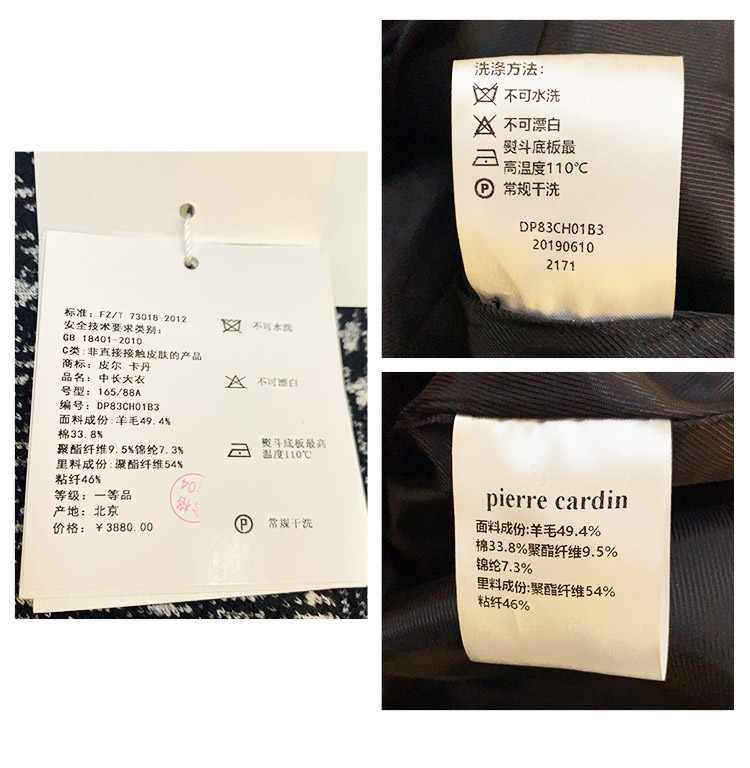 标准: FZ/T 73018-2012
安全技术要求类别:
GB 18401-2010
C类: 非直接接触皮肤的产品
商标: 皮尔 卡丹
品名: 中长大衣
号型: 165/88A
编号: DP83CH01B3
面料成份:羊毛49.4%
棉33.8%
聚酯纤维9.5%锦纶7.3%
里料成份: 聚酯纤维54%
粘纤46%
等级: 一等品
产地: 北京
价格: ￥3880.00
不可水洗
不可漂白
熨斗底板最高
温度110℃
P 常规干洗
格
204
洗涤方法:
不可水洗
不可漂白
熨斗底板最
高温度110℃
P 常规干洗
DP83CH01B3
20190610
2171
pierre cardin
面料成份:羊毛49.4%
棉33.8%聚酯纤维9.5%
锦纶7.3%
里料成份:聚酯纤维54%
粘纤46%